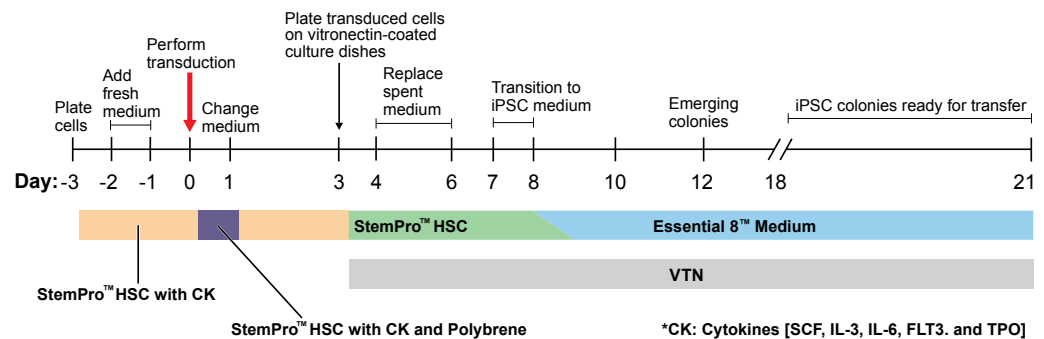 Plate transduced cells
on vitronectin-coated
culture dishes
Perform
transduction
Add
fresh
medium
Replace
spent
medium
Transition to
iPSC medium
Plate
cells
Change
medium
Emerging
colonies
iPSC colonies ready for transfer
Day: -3 -2 -1 0 1 3 4 6 7 8 10 12 18 21
StemPro™ HSC
Essential 8™ Medium
VTN
StemPro™ HSC with CK
StemPro™ HSC with CK and Polybrene
*CK: Cytokines [SCF, IL-3, IL-6, FLT3. and TPO]